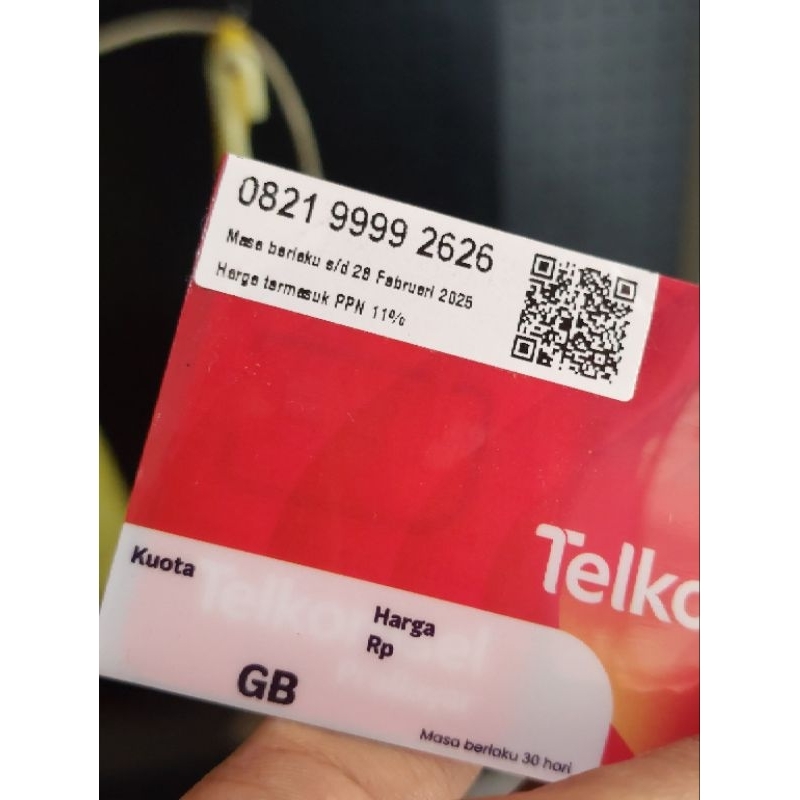 0821 9999 2626
Masa berlaku s/d 28 Februari 2025
Harga termasuk PPN 11%
Telko
Kuota
Telkomsel
Harga
Rp
GB
Masa berlaku 30 hari